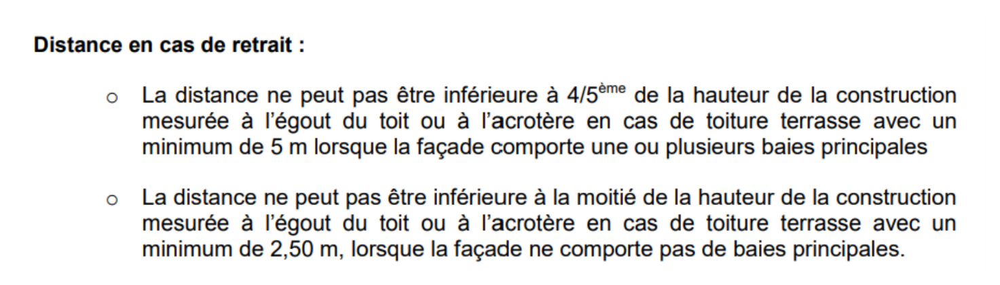 Distance en cas de retrait :
o La distance ne peut pas être inférieure à 4/5ème de la hauteur de la construction
mesurée à l’égout du toit ou à l’acrotère en cas de toiture terrasse avec un
minimum de 5 m lorsque la façade comporte une ou plusieurs baies principales
o La distance ne peut pas être inférieure à la moitié de la hauteur de la construction
mesurée à l’égout du toit ou à l’acrotère en cas de toiture terrasse avec un
minimum de 2,50 m, lorsque la façade ne comporte pas de baies principales.